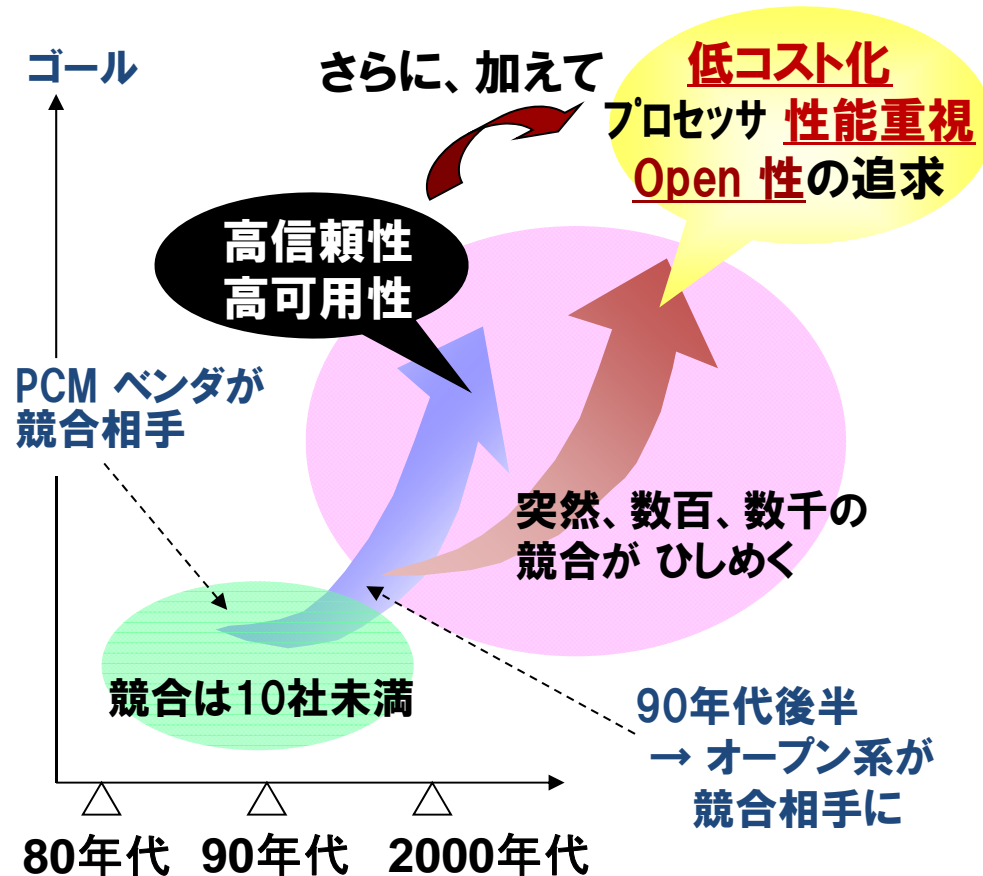 ゴール
さらに、加えて
低コスト化
プロセッサ 性能重視
Open 性の追求
高信頼性
高可用性
PCM ベンダが
競合相手
突然、数百、数千の
競合が ひしめく
競合は10社未満
90年代後半
→ オープン系が
競合相手に
80年代 90年代 2000年代